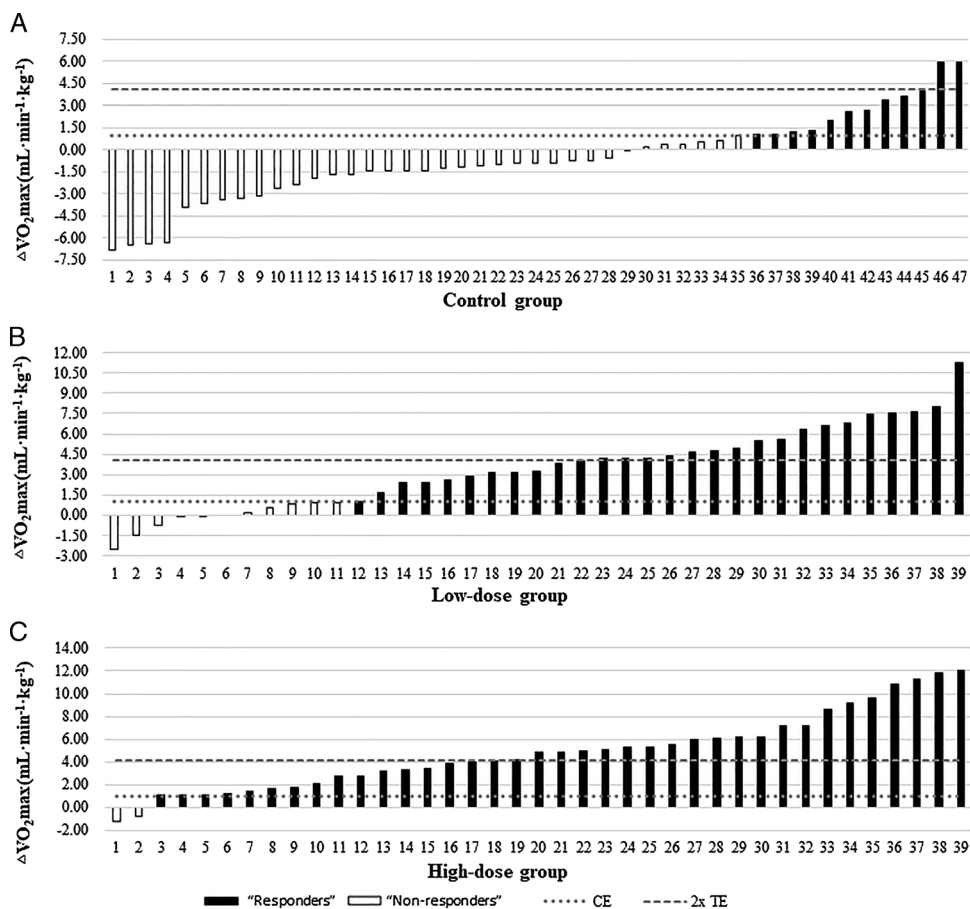 A
△VO₂max(mL·min⁻¹·kg⁻¹)
7.50
6.00
4.50
3.00
1.50
0.00
-1.50
-3.00
-4.50
-6.00
-7.50
1 2 3 4 5 6 7 8 9 10 11 12 13 14 15 16 17 18 19 20 21 22 23 24 25 26 27 28 29 30 31 32 33 34 35 36 37 38 39 40 41 42 43 44 45 46 47
Control group
B
△VO₂max(mL·min⁻¹·kg⁻¹)
12.00
10.50
9.00
7.50
6.00
4.50
3.00
1.50
0.00
-1.50
-3.00
1 2 3 4 5 6 7 8 9 10 11 12 13 14 15 16 17 18 19 20 21 22 23 24 25 26 27 28 29 30 31 32 33 34 35 36 37 38 39
Low-dose group
C
△VO₂max(mL·min⁻¹·kg⁻¹)
14.00
12.00
10.00
8.00
6.00
4.00
2.00
0.00
-2.00
1 2 3 4 5 6 7 8 9 10 11 12 13 14 15 16 17 18 19 20 21 22 23 24 25 26 27 28 29 30 31 32 33 34 35 36 37 38 39
High-dose group
"Responders" "Non-responders" CE 2x TE